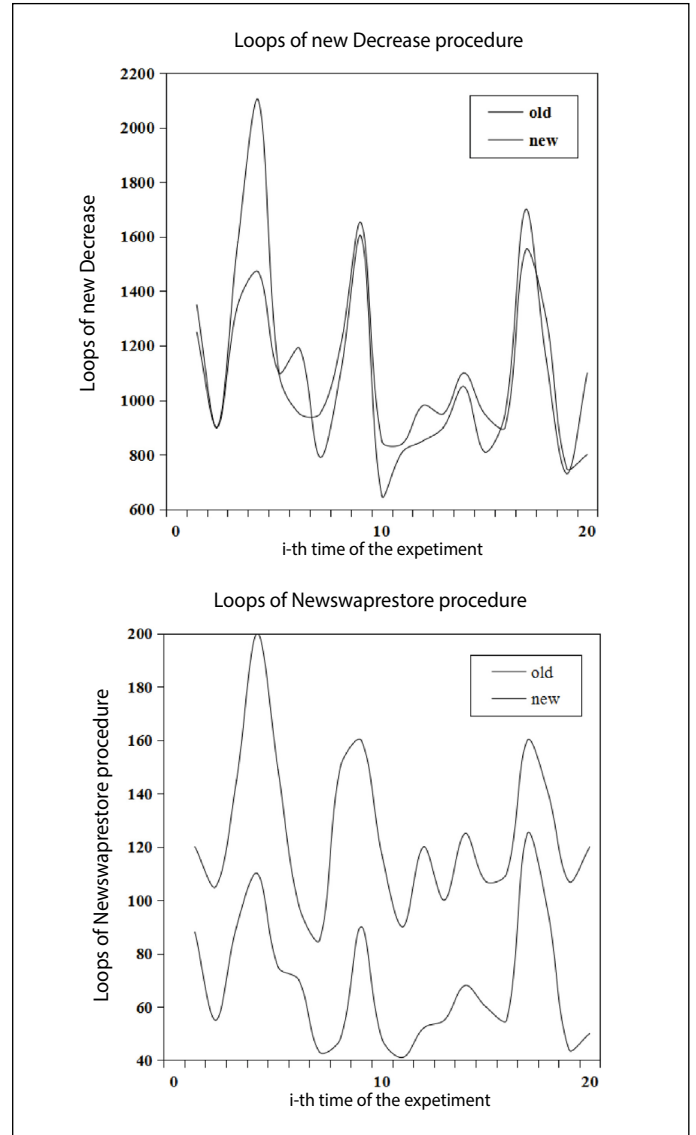 Loops of new Decrease procedure
2200
2000
1800
1600
1400
1200
1000
800
600
Loops of new Decrease
old
new
0 10 20
i-th time of the expetiment
Loops of Newswaprestore procedure
200
180
160
140
120
100
80
60
40
Loops of Newswaprestore procedure
old
new
0 10 20
i-th time of the expetiment